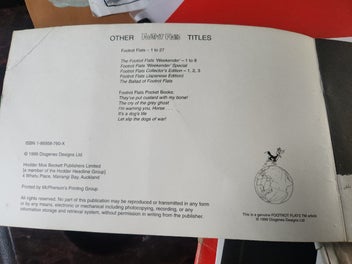 OTHER FOOTROT FLATS TITLES
Footrot Flats – 1 to 27
The Footrot Flats 'Weekender' – 1 to 8
Footrot Flats 'Weekender' Special
Footrot Flats Collector's Edition – 1, 2, 3
Footrot Flats (Japanese Edition)
The Ballad of Footrot Flats
Footrot Flats Pocket Books:
They've put custard with my bone!
The cry of the grey ghost
I'm warning you, Horse . . .
It's a dog's life
Let slip the dogs of war!
ISBN 1-86958-760-X
© 1999 Diogenes Designs Ltd
Hodder Moa Beckett Publishers Limited
[a member of the Hodder Headline Group]
4 Whetu Place, Mairangi Bay, Auckland
Printed by McPherson's Printing Group
All rights reserved. No part of this publication may be reproduced or transmitted in any form
or by any means, electronic or mechanical including photocopying, recording, or any
information storage and retrieval system, without permission in writing from the publisher.
This is a genuine FOOTROT FLATS TM article
© 1999 Diogenes Designs Ltd